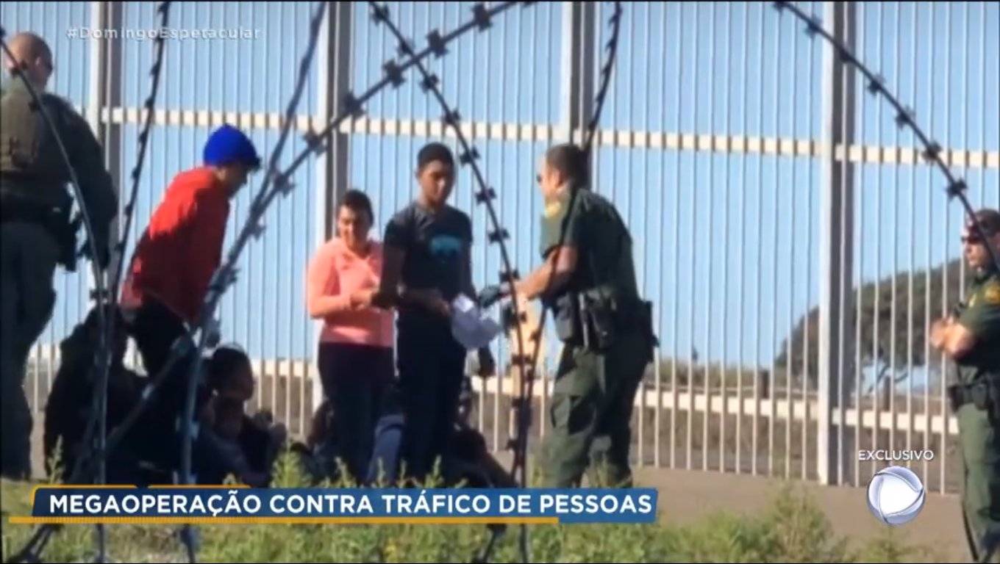 #DomingoEspetacular
EXCLUSIVO
MEGAOPERAÇÃO CONTRA TRÁFICO DE PESSOAS